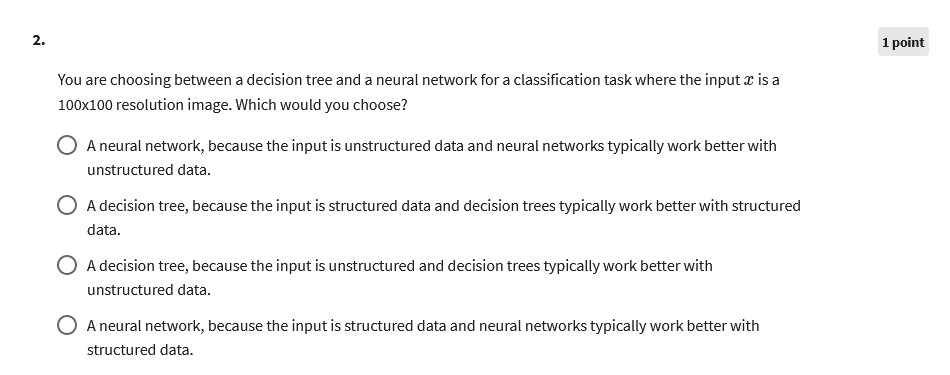 2.
1 point
You are choosing between a decision tree and a neural network for a classification task where the input x is a
100x100 resolution image. Which would you choose?
A neural network, because the input is unstructured data and neural networks typically work better with
unstructured data.
A decision tree, because the input is structured data and decision trees typically work better with structured
data.
A decision tree, because the input is unstructured and decision trees typically work better with
unstructured data.
A neural network, because the input is structured data and neural networks typically work better with
structured data.